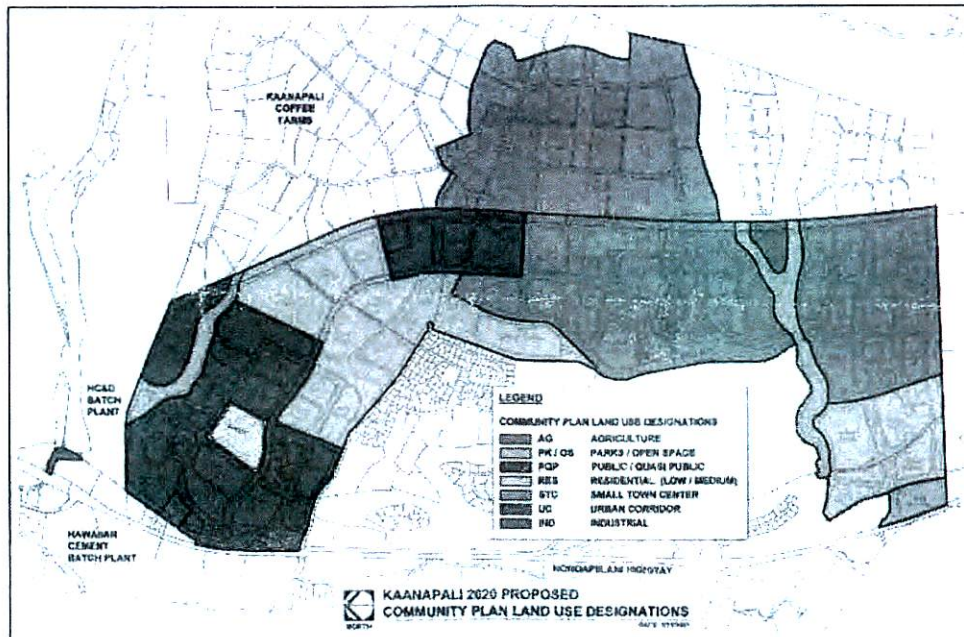 KAANAPALI
COFFEE
FARMS
HC&D
BATCH
PLANT
HAWAIIAN
CEMENT
BATCH PLANT
LEGEND
COMMUNITY PLAN LAND USE DESIGNATIONS
AG AGRICULTURE
PK / OS PARKS / OPEN SPACE
PQP PUBLIC / QUASI PUBLIC
RES RESIDENTIAL (LOW / MEDIUM)
STC SMALL TOWN CENTER
UC URBAN CORRIDOR
IND INDUSTRIAL
HONOAPIILANI HIGHWAY
NORTH
KAANAPALI 2020 PROPOSED
COMMUNITY PLAN LAND USE DESIGNATIONS